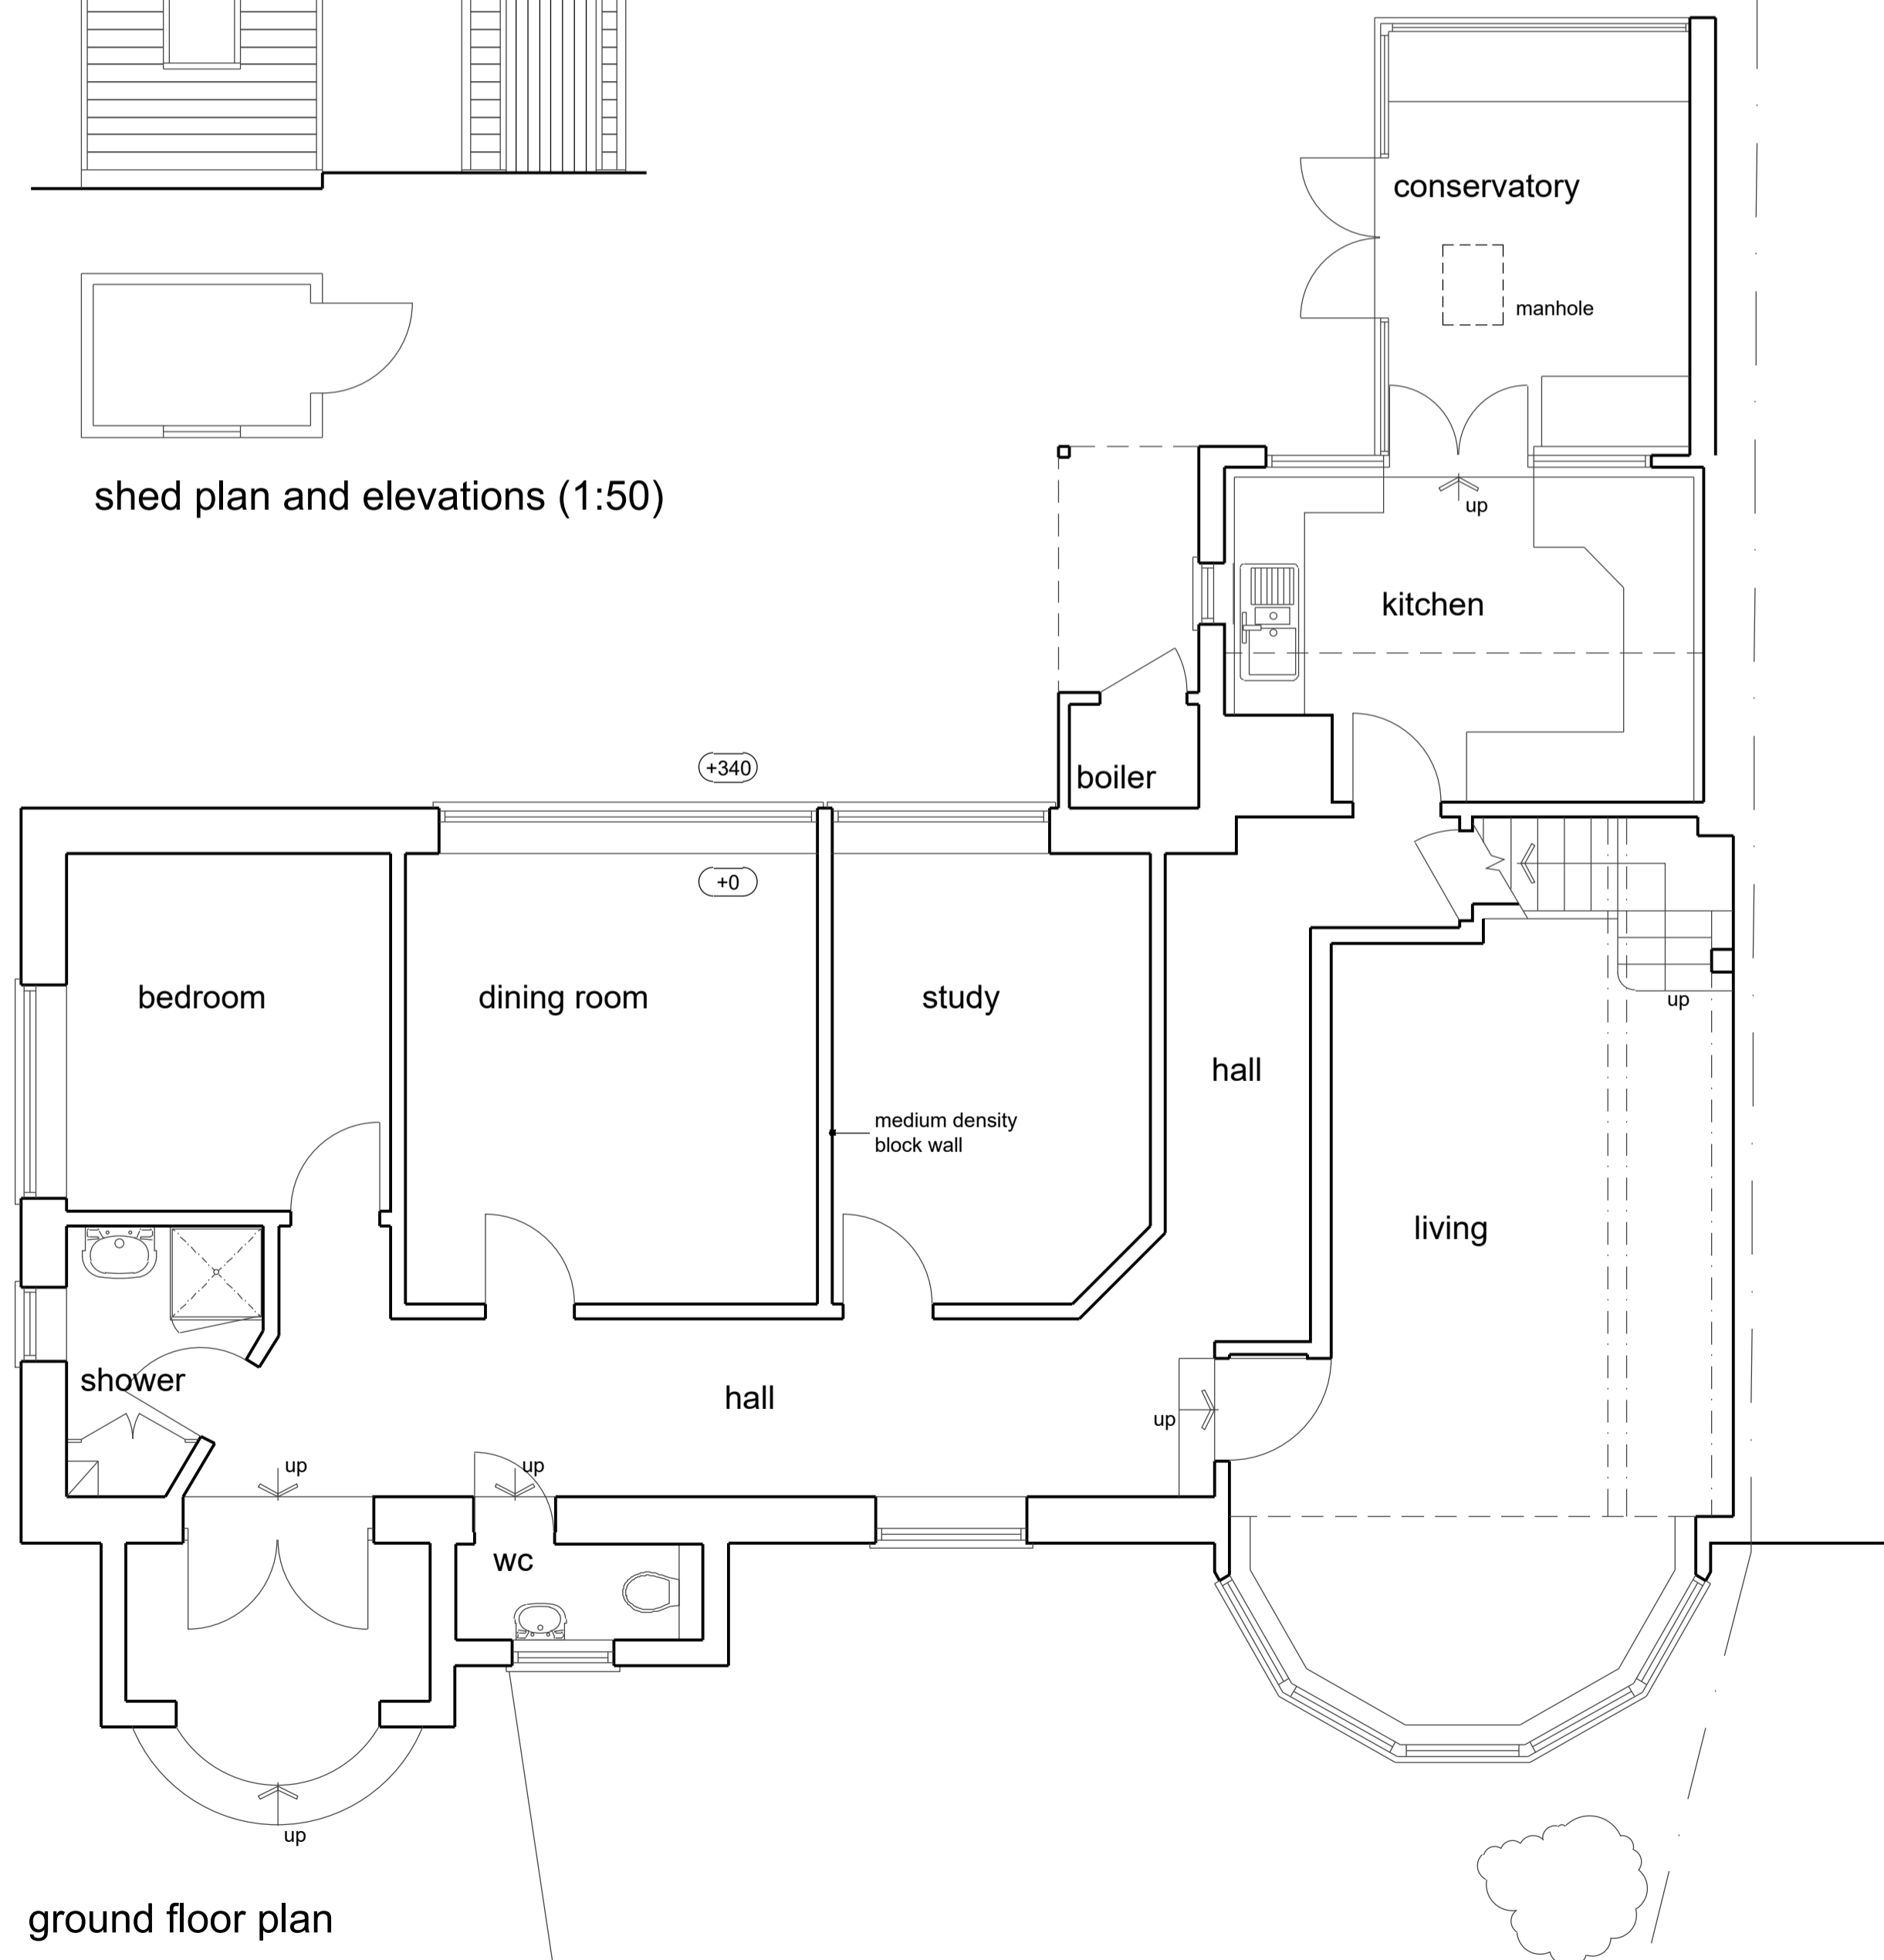 conservatory
manhole
shed plan and elevations (1:50)
up
kitchen
+340
boiler
+0
bedroom
dining room
study
up
hall
medium density
block wall
living
shower
hall
up
up
up
wc
up
ground floor plan